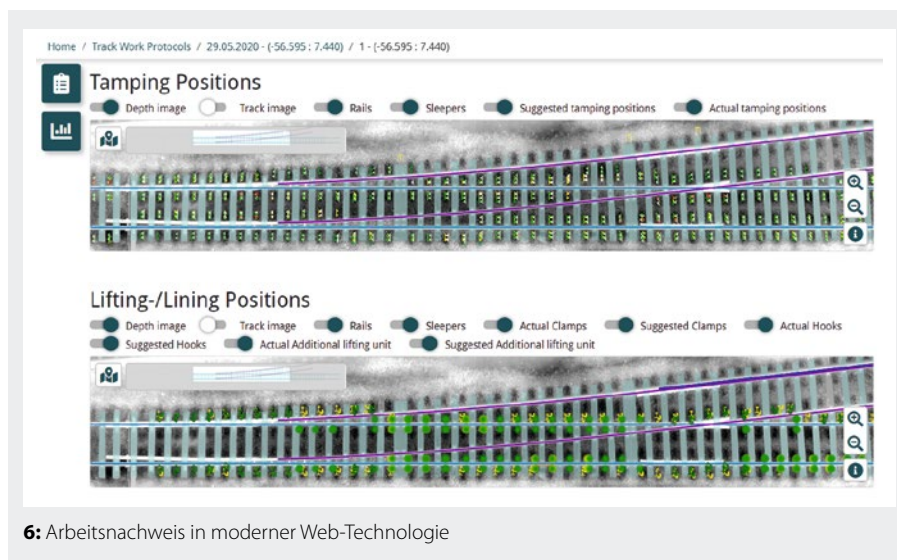 Home / Track Work Protocols / 29.05.2020 - (-56.595 : 7.440) / 1 - (-56.595 : 7.440)
Tamping Positions
Depth image Track image Rails Sleepers Suggested tamping positions Actual tamping positions
Lifting-/Lining Positions
Depth image Track image Rails Sleepers Actual Clamps Suggested Clamps Actual Hooks
Suggested Hooks Actual Additional lifting unit Suggested Additional lifting unit
6: Arbeitsnachweis in moderner Web-Technologie